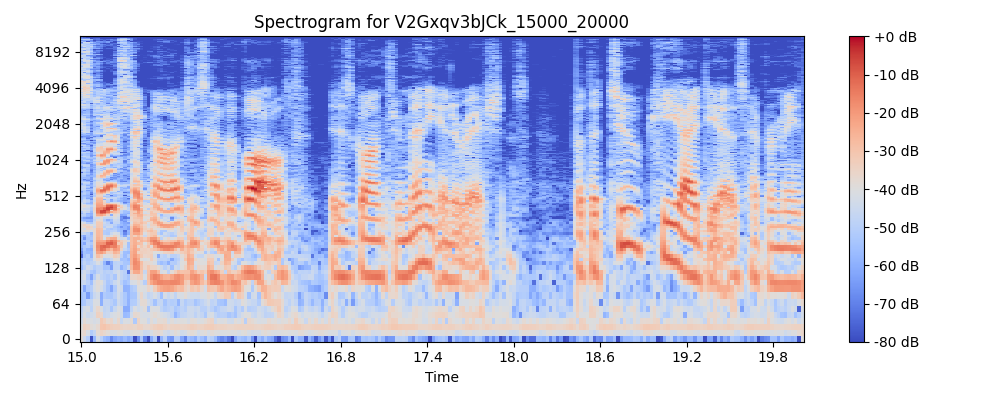 Spectrogram for V2Gxqv3bJCk_15000_20000
8192
4096
2048
1024
512
256
128
64
0
Hz
15.0 15.6 16.2 16.8 17.4 18.0 18.6 19.2 19.8
Time
+0 dB
-10 dB
-20 dB
-30 dB
-40 dB
-50 dB
-60 dB
-70 dB
-80 dB